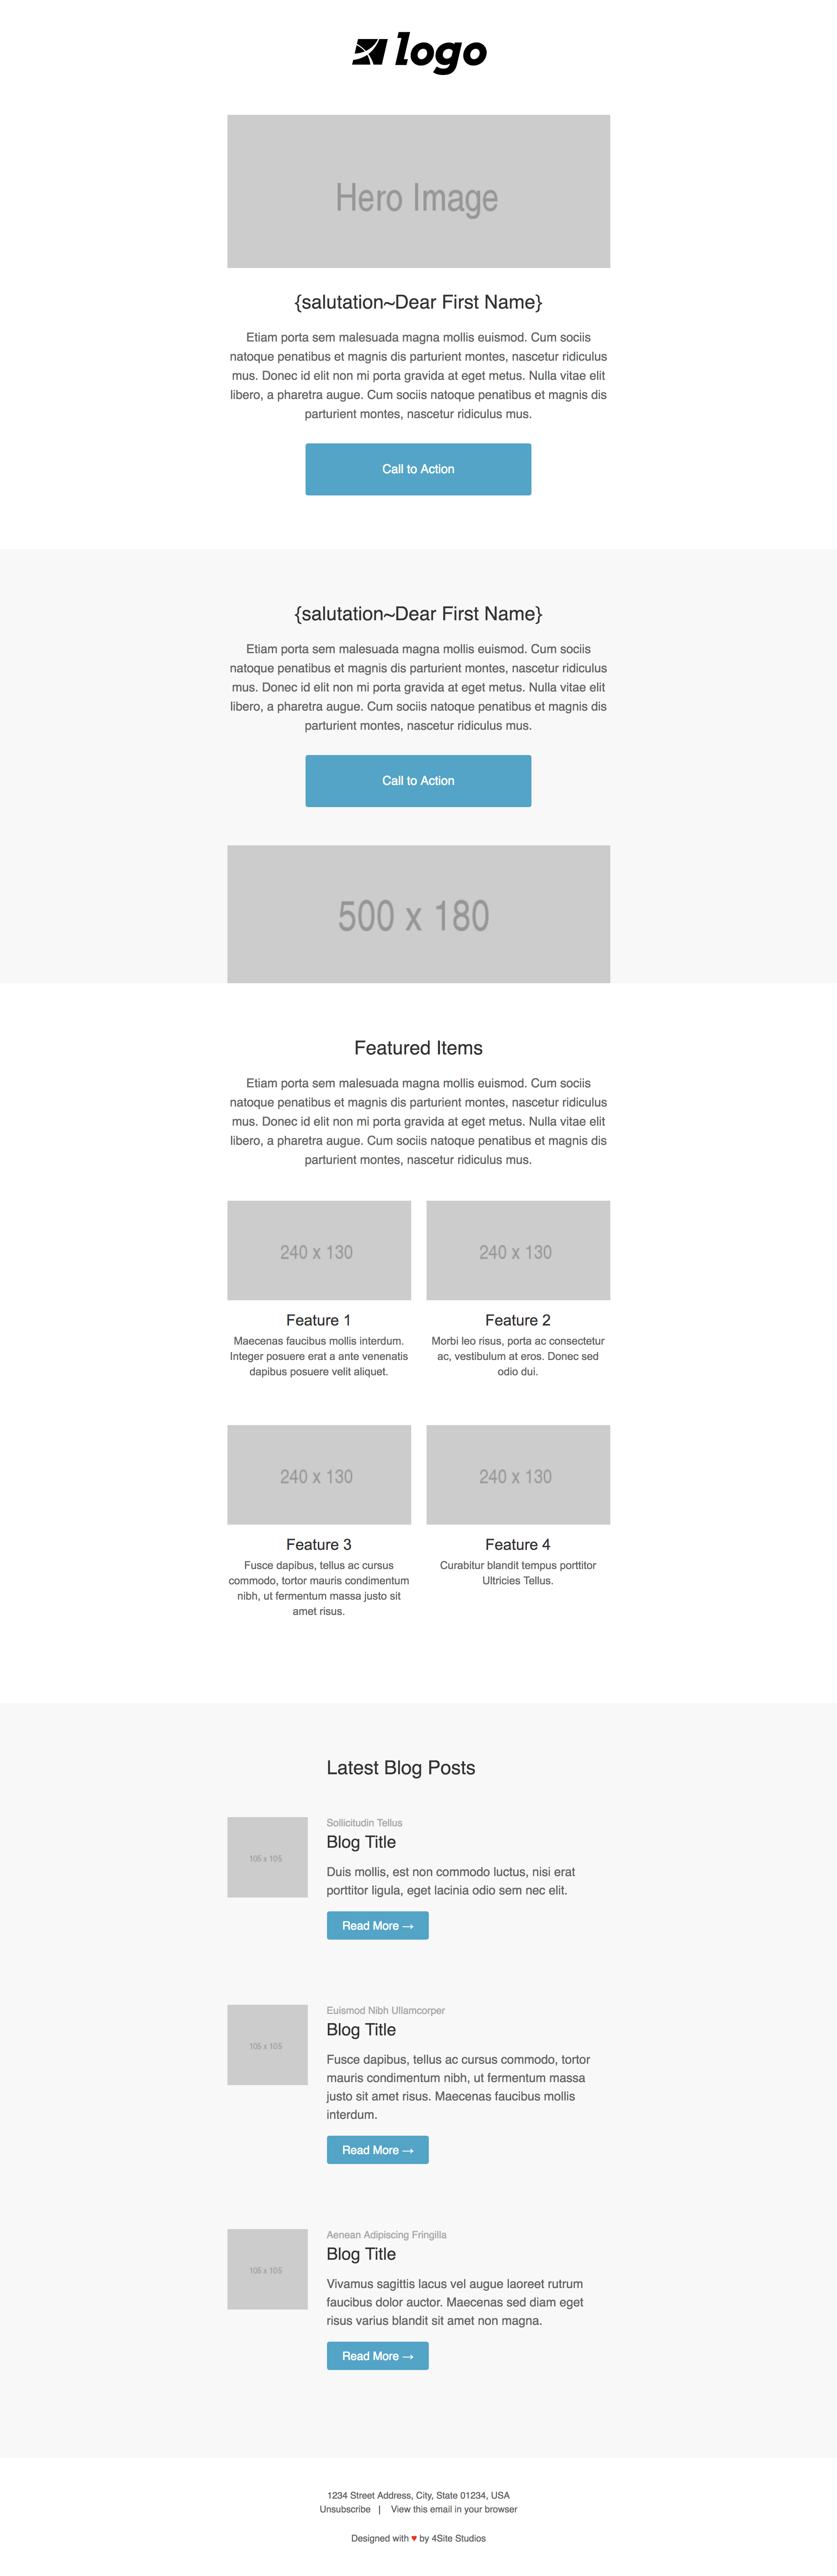 logo
Hero Image
{salutation~Dear First Name}
Etiam porta sem malesuada magna mollis euismod. Cum sociis
natoque penatibus et magnis dis parturient montes, nascetur ridiculus
mus. Donec id elit non mi porta gravida at eget metus. Nulla vitae elit
libero, a pharetra augue. Cum sociis natoque penatibus et magnis dis
parturient montes, nascetur ridiculus mus.
Call to Action
{salutation~Dear First Name}
Etiam porta sem malesuada magna mollis euismod. Cum sociis
natoque penatibus et magnis dis parturient montes, nascetur ridiculus
mus. Donec id elit non mi porta gravida at eget metus. Nulla vitae elit
libero, a pharetra augue. Cum sociis natoque penatibus et magnis dis
parturient montes, nascetur ridiculus mus.
Call to Action
500 x 180
Featured Items
Etiam porta sem malesuada magna mollis euismod. Cum sociis
natoque penatibus et magnis dis parturient montes, nascetur ridiculus
mus. Donec id elit non mi porta gravida at eget metus. Nulla vitae elit
libero, a pharetra augue. Cum sociis natoque penatibus et magnis dis
parturient montes, nascetur ridiculus mus.
240 x 130
Feature 1
Maecenas faucibus mollis interdum.
Integer posuere erat a ante venenatis
dapibus posuere velit aliquet.
240 x 130
Feature 2
Morbi leo risus, porta ac consectetur
ac, vestibulum at eros. Donec sed
odio dui.
240 x 130
Feature 3
Fusce dapibus, tellus ac cursus
commodo, tortor mauris condimentum
nibh, ut fermentum massa justo sit
amet risus.
240 x 130
Feature 4
Curabitur blandit tempus porttitor
Ultricies Tellus.
Latest Blog Posts
105 x 105
Sollicitudin Tellus
Blog Title
Duis mollis, est non commodo luctus, nisi erat
porttitor ligula, eget lacinia odio sem nec elit.
Read More →
105 x 105
Euismod Nibh Ullamcorper
Blog Title
Fusce dapibus, tellus ac cursus commodo, tortor
mauris condimentum nibh, ut fermentum massa
justo sit amet risus. Maecenas faucibus mollis
interdum.
Read More →
105 x 105
Aenean Adipiscing Fringilla
Blog Title
Vivamus sagittis lacus vel augue laoreet rutrum
faucibus dolor auctor. Maecenas sed diam eget
risus varius blandit sit amet non magna.
Read More →
1234 Street Address, City, State 01234, USA
Unsubscribe | View this email in your browser
Designed with ♥ by 4Site Studios